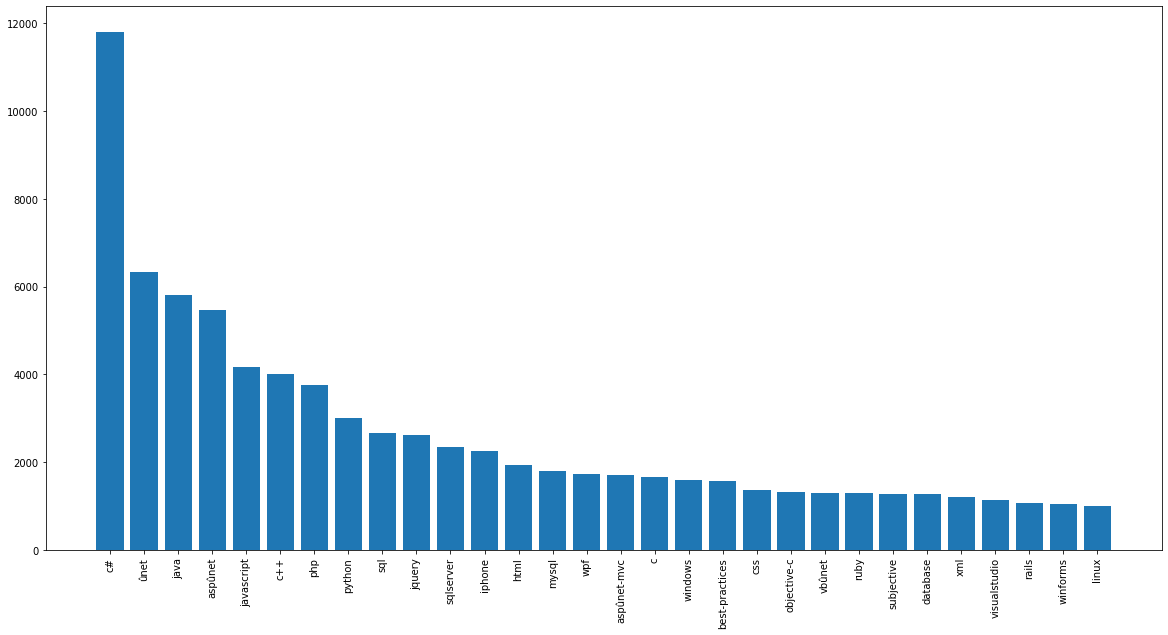 12000
10000
8000
6000
4000
2000
0
c#
ûnet
java
aspûnet
javascript
c++
php
python
sql
jquery
sqlserver
iphone
html
mysql
wpf
aspûnet-mvc
c
windows
best-practices
css
objective-c
vbûnet
ruby
subjective
database
xml
visualstudio
rails
winforms
linux